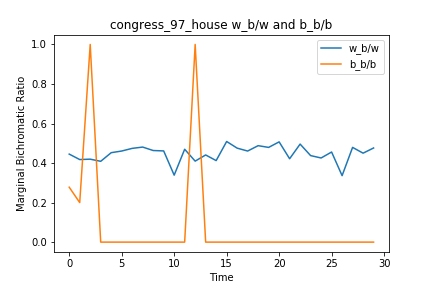 congress_97_house w_b/w and b_b/b
w_b/w
b_b/b
Marginal Bichromatic Ratio
1.0
0.8
0.6
0.4
0.2
0.0
0 5 10 15 20 25 30
Time